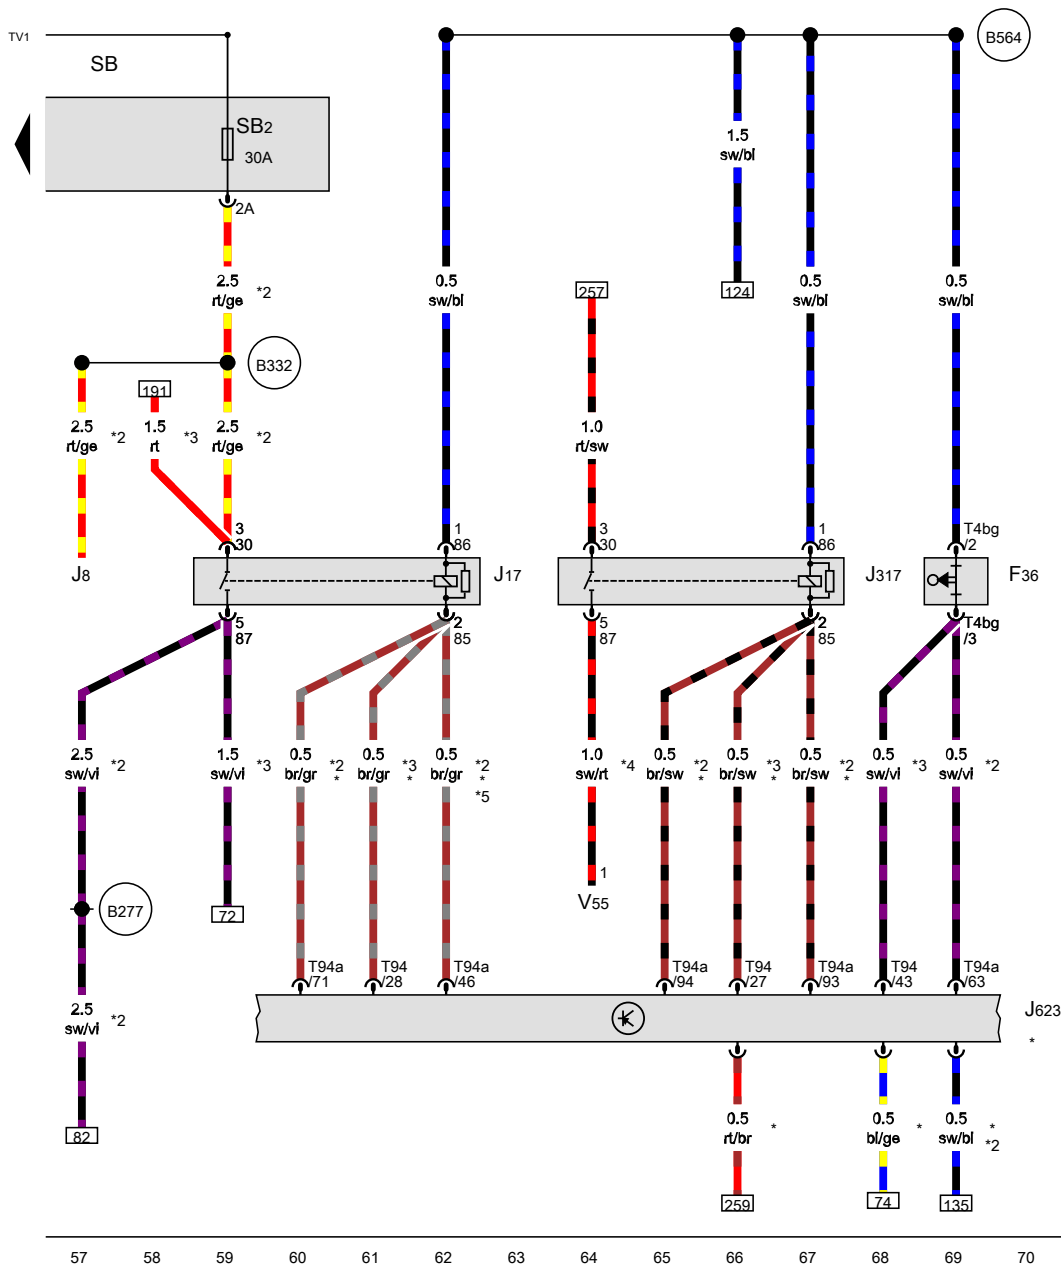 TV1
B564
SB
SB2
30A
2A
1.5
sw/bl
2.5
rt/ge
*2
0.5
sw/bl
257
124
0.5
sw/bl
0.5
sw/bl
B332
191
2.5
rt/ge
*2
1.5
rt
*3
2.5
rt/ge
*2
1.0
rt/sw
3
30
1
86
3
30
1
86
T4bg
/2
J8
J17
J317
F36
5
87
2
85
5
87
2
85
T4bg
/3
2.5
sw/vi
*2
1.5
sw/vi
*3
0.5
br/gr
*2
*
0.5
br/gr
*3
*
0.5
br/gr
*2
*
*5
1.0
sw/rt
*4
0.5
br/sw
*2
*
0.5
br/sw
*3
*
0.5
br/sw
*2
*
0.5
sw/vi
*3
0.5
sw/vi
*2
1
V55
B277
72
T94a
/71
T94
/28
T94a
/46
T94a
/94
T94
/27
T94a
/93
T94
/43
T94a
/63
2.5
sw/vi
*2
J623
*
82
0.5
rt/br
*
0.5
bl/ge
*
0.5
sw/bl
*
*2
259
74
135
57 58 59 60 61 62 63 64 65 66 67 68 69 70